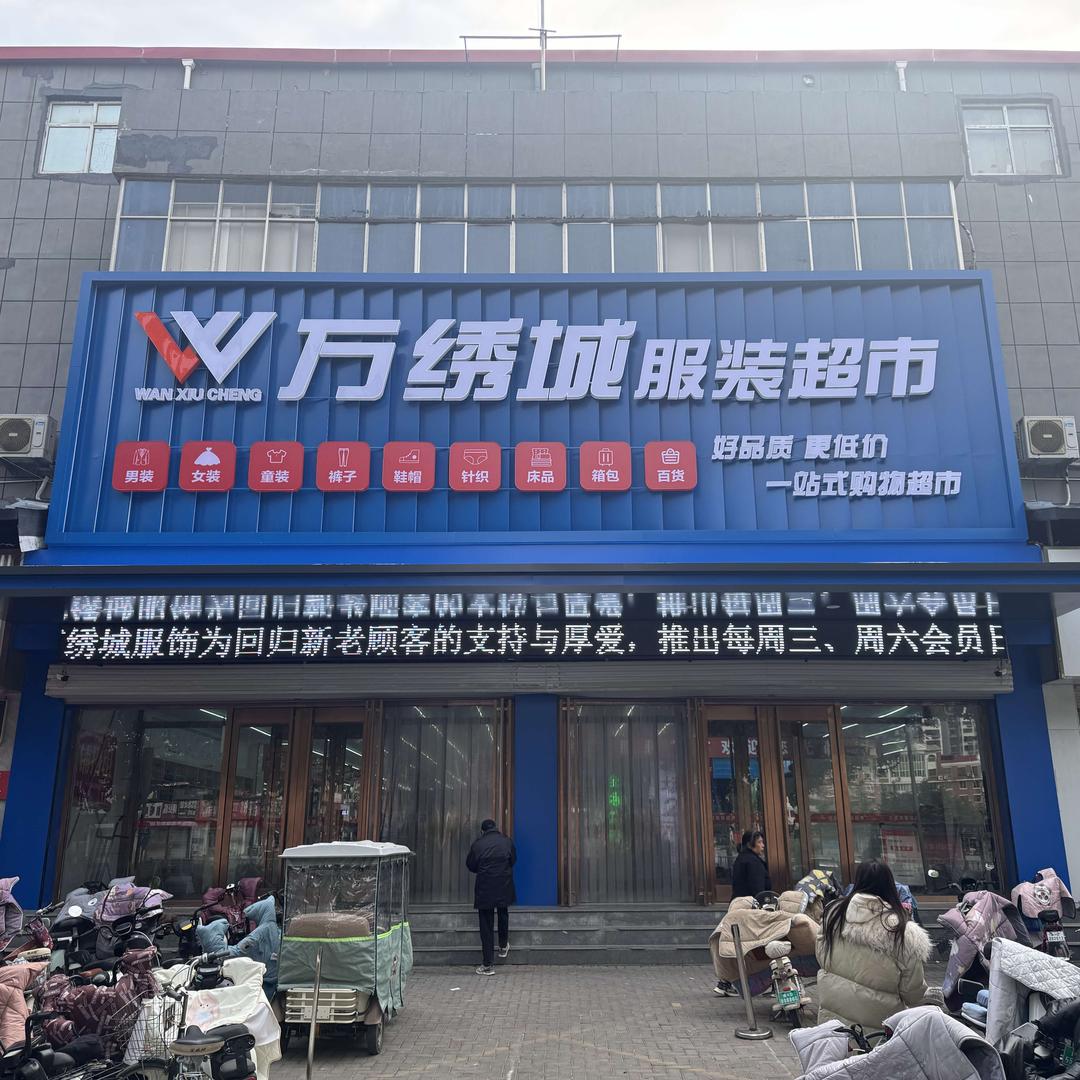 万绣城服装超市
WAN XIU CHENG
男装 女装 童装 裤子 鞋帽 针织 床品 箱包 百货
好品质 更低价
一站式购物超市
绣城服饰为回归新老顾客的支持与厚爱，推出每周三、周六会员日
欢迎